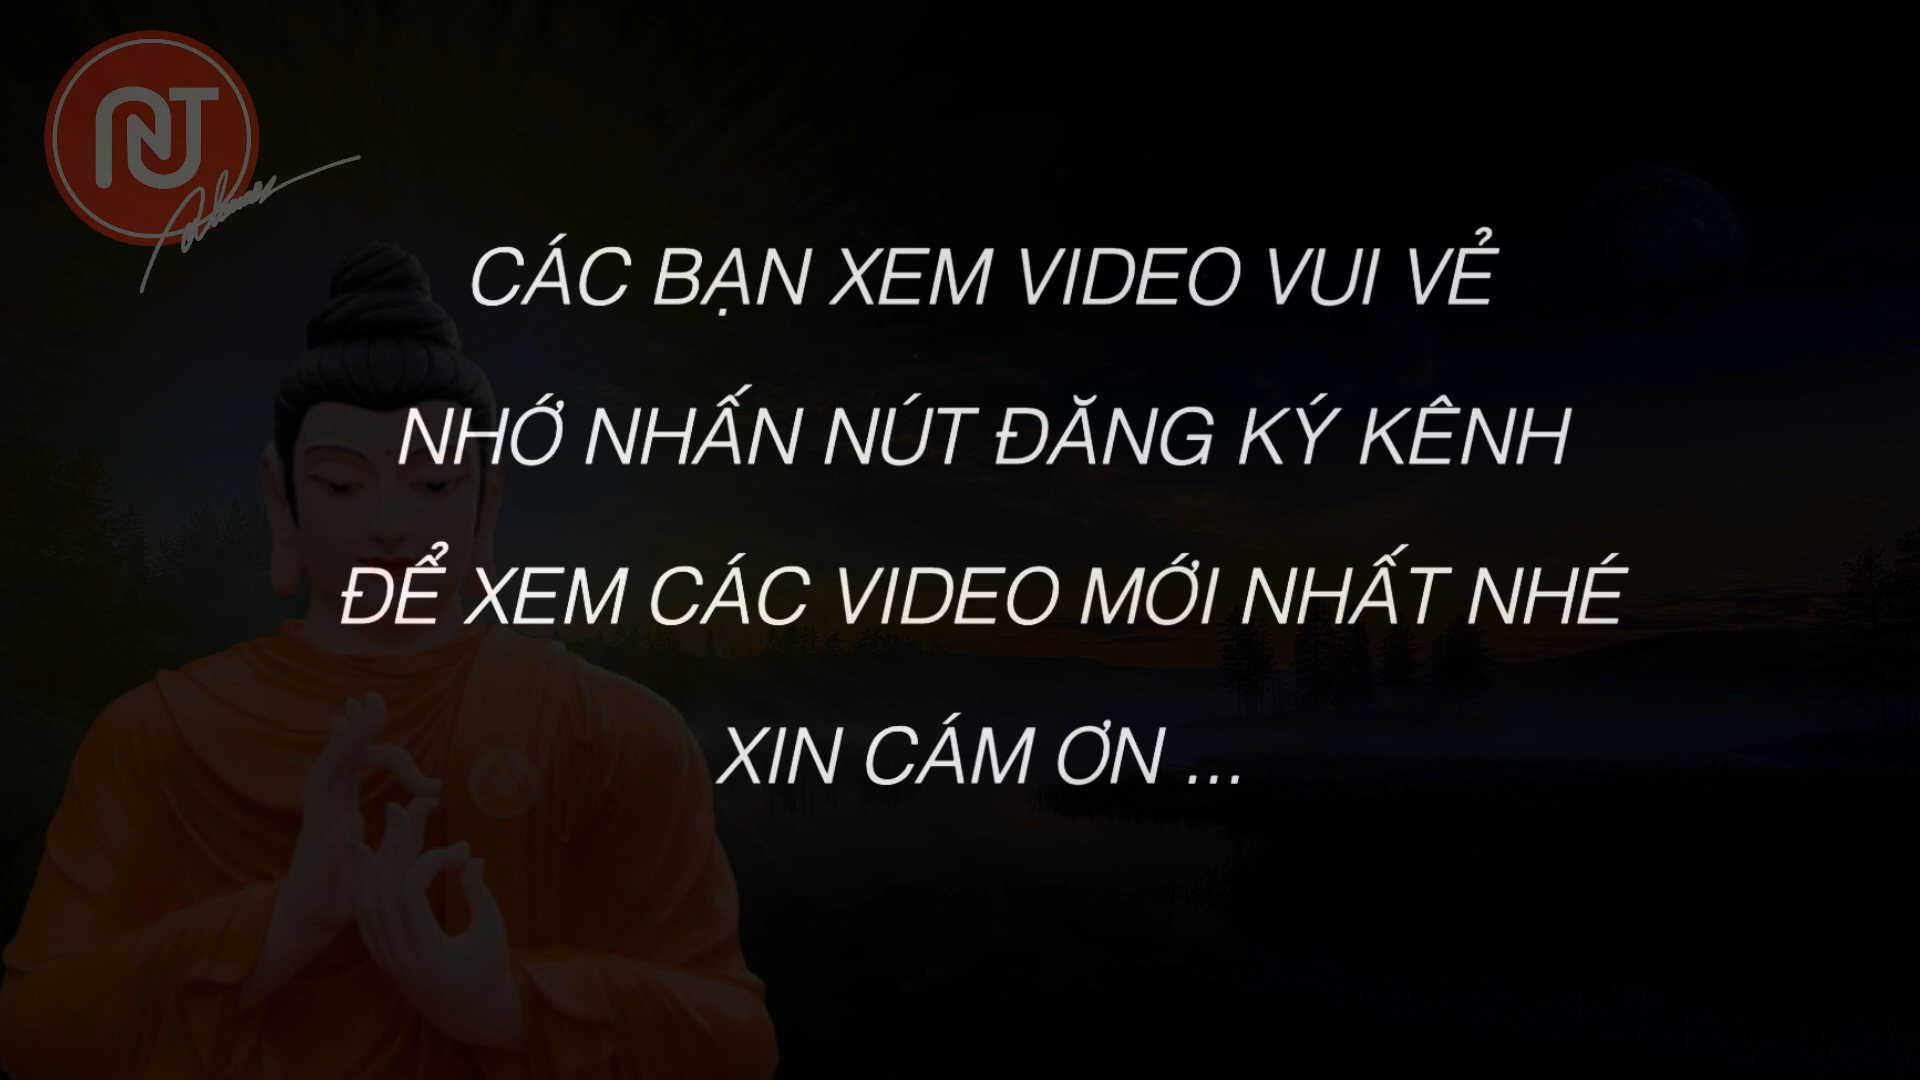 NT
CÁC BẠN XEM VIDEO VUI VẺ
NHỚ NHẤN NÚT ĐĂNG KÝ KÊNH
ĐỂ XEM CÁC VIDEO MỚI NHẤT NHÉ
XIN CÁM ƠN ...